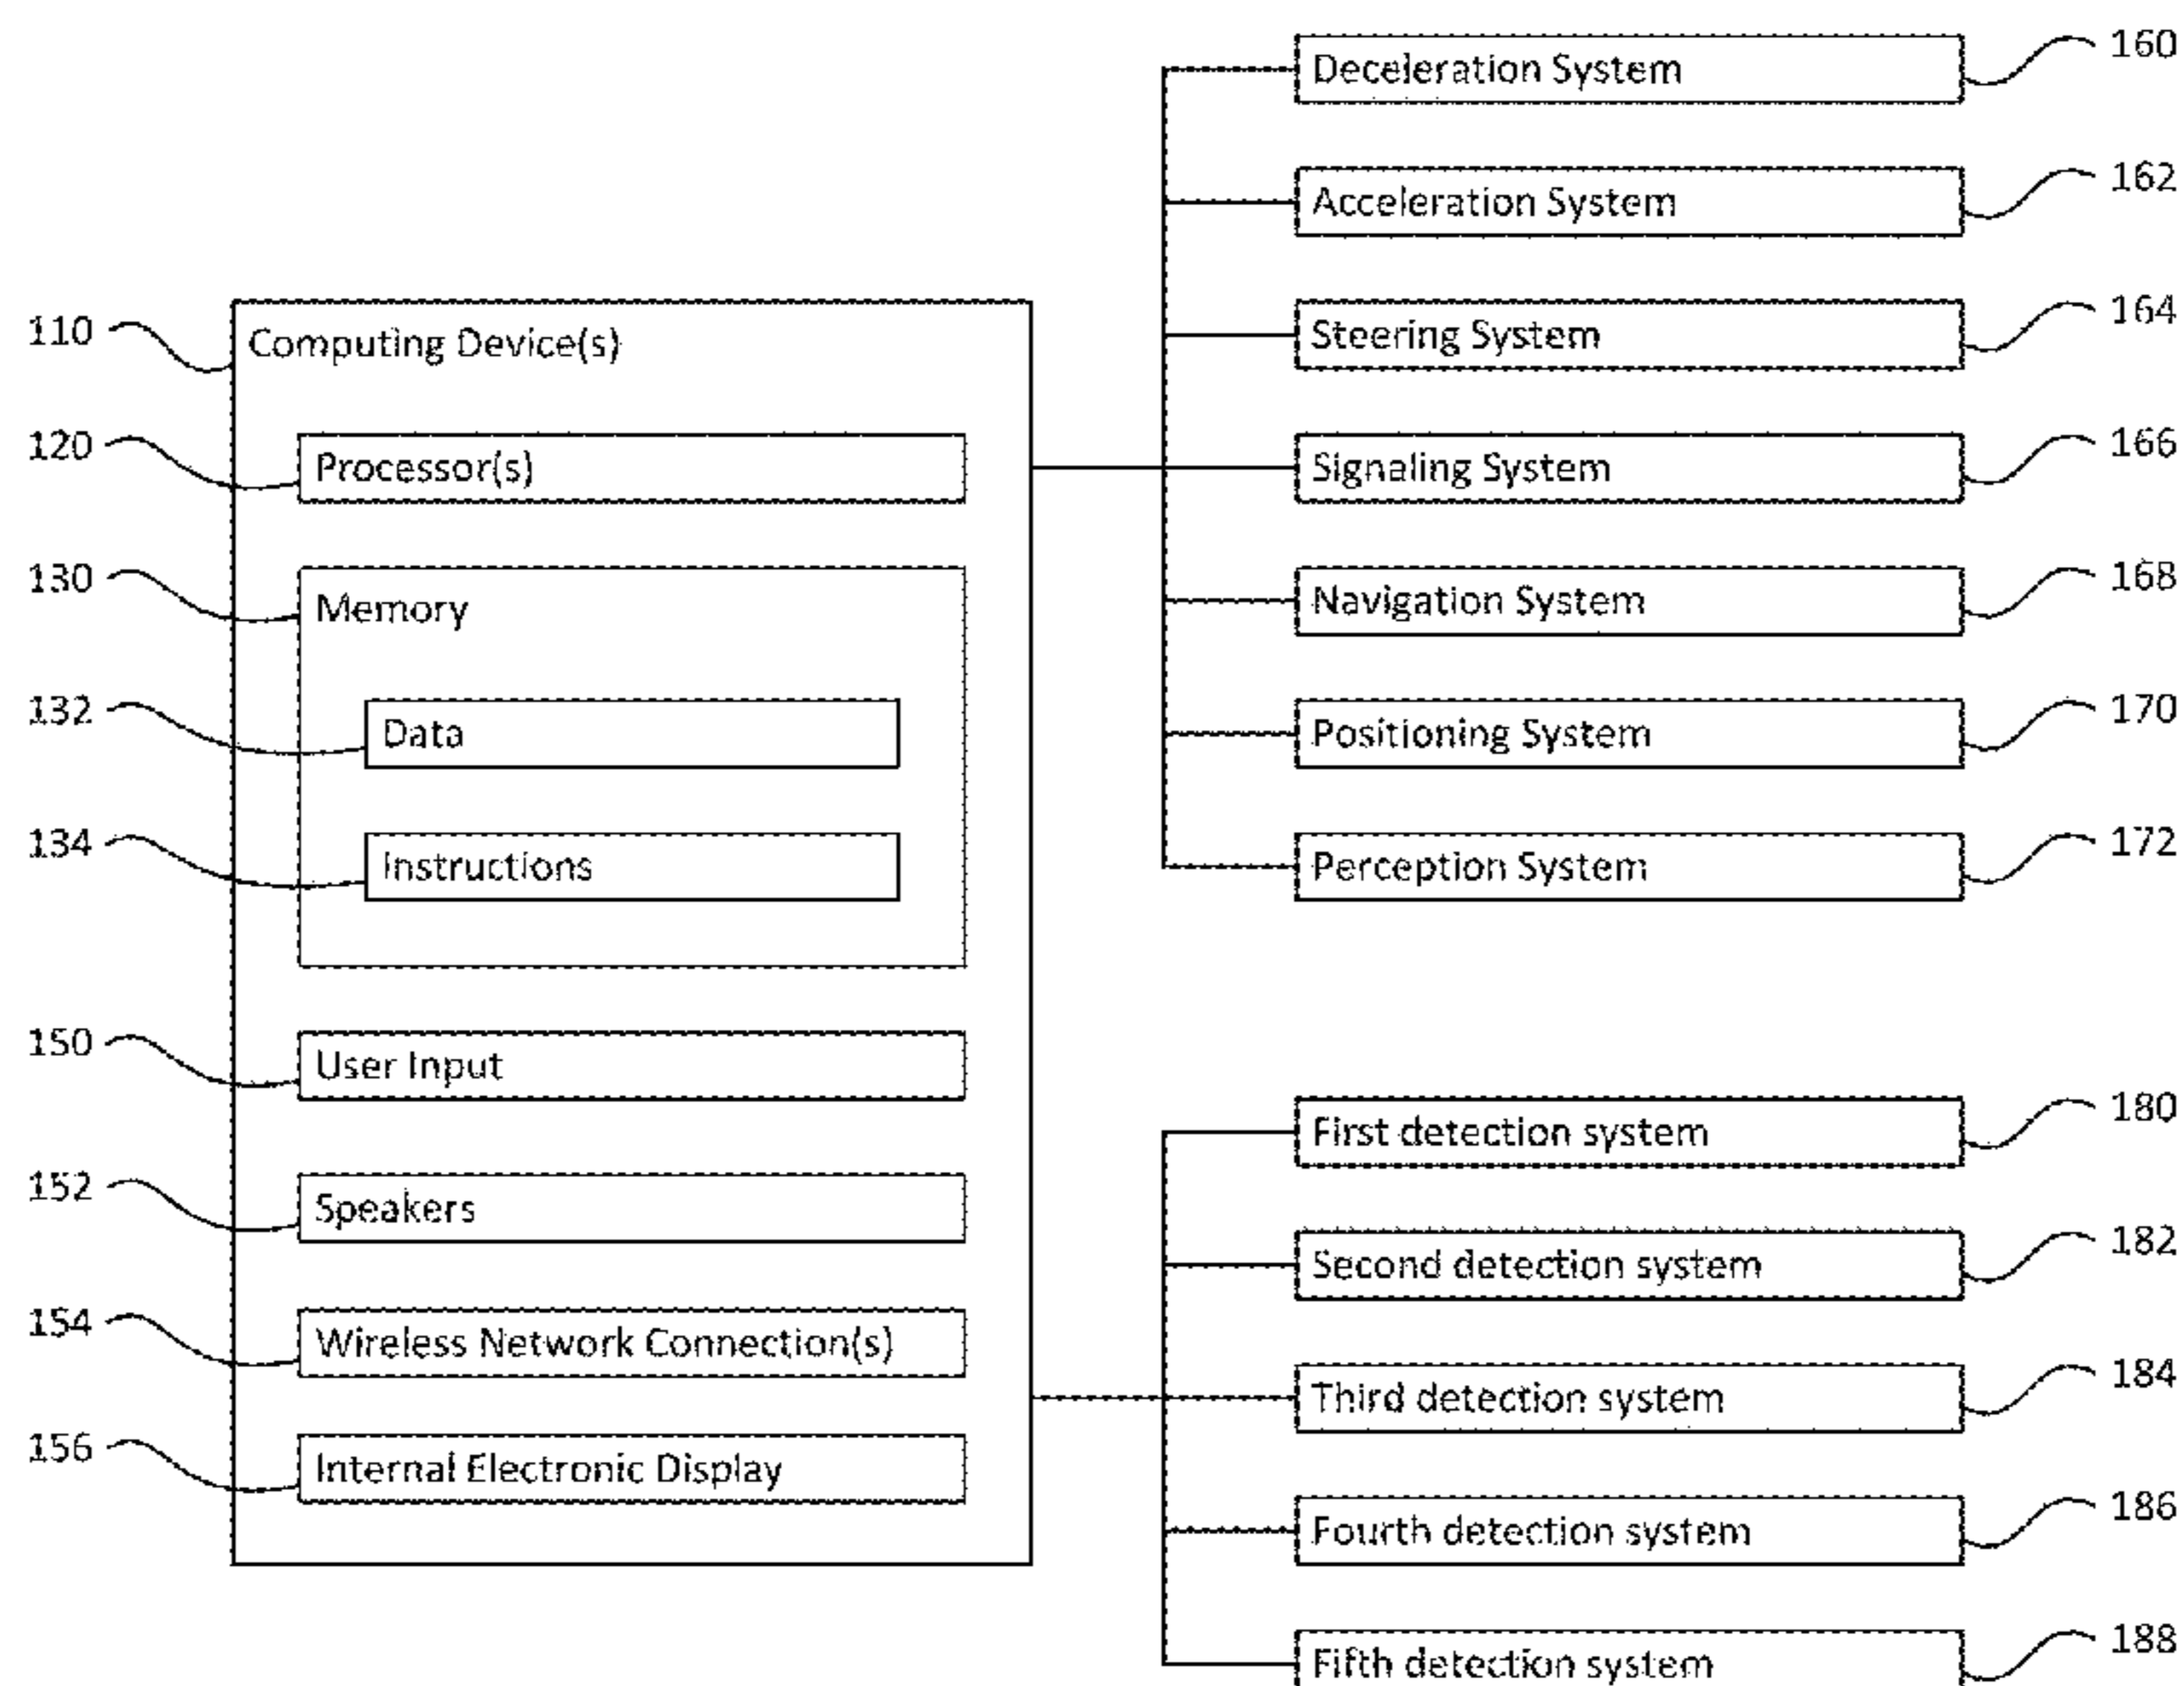 110 Computing Device(s)
120 Processor(s)
130 Memory
132 Data
134 Instructions
150 User Input
152 Speakers
154 Wireless Network Connection(s)
156 Internal Electronic Display
Deceleration System 160
Acceleration System 162
Steering System 164
Signaling System 166
Navigation System 168
Positioning System 170
Perception System 172
First detection system 180
Second detection system 182
Third detection system 184
Fourth detection system 186
Fifth detection system 188